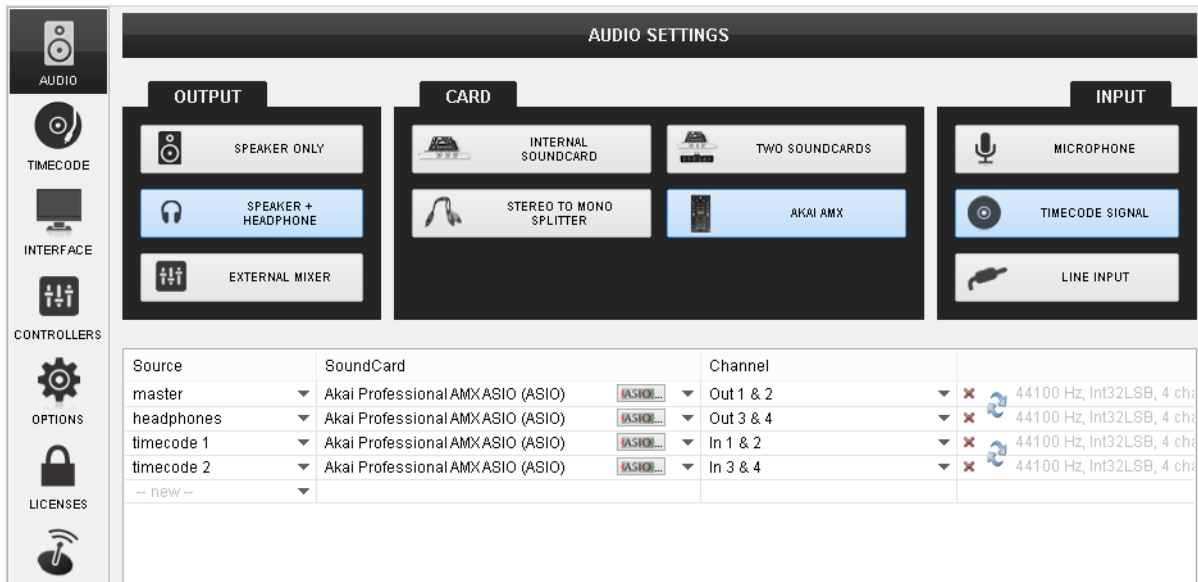 AUDIO SETTINGS
AUDIO
TIMECODE
INTERFACE
CONTROLLERS
OPTIONS
LICENSES
OUTPUT
SPEAKER ONLY
SPEAKER +
HEADPHONE
EXTERNAL MIXER
CARD
INTERNAL
SOUNDCARD
TWO SOUNDCARDS
STEREO TO MONO
SPLITTER
AKAI AMX
INPUT
MICROPHONE
TIMECODE SIGNAL
LINE INPUT
Source SoundCard Channel
master Akai Professional AMX ASIO (ASIO) ASIO... Out 1 & 2 44100 Hz, Int32LSB, 4 cha
headphones Akai Professional AMX ASIO (ASIO) ASIO... Out 3 & 4 44100 Hz, Int32LSB, 4 cha
timecode 1 Akai Professional AMX ASIO (ASIO) ASIO... In 1 & 2 44100 Hz, Int32LSB, 4 cha
timecode 2 Akai Professional AMX ASIO (ASIO) ASIO... In 3 & 4 44100 Hz, Int32LSB, 4 cha
-- new --